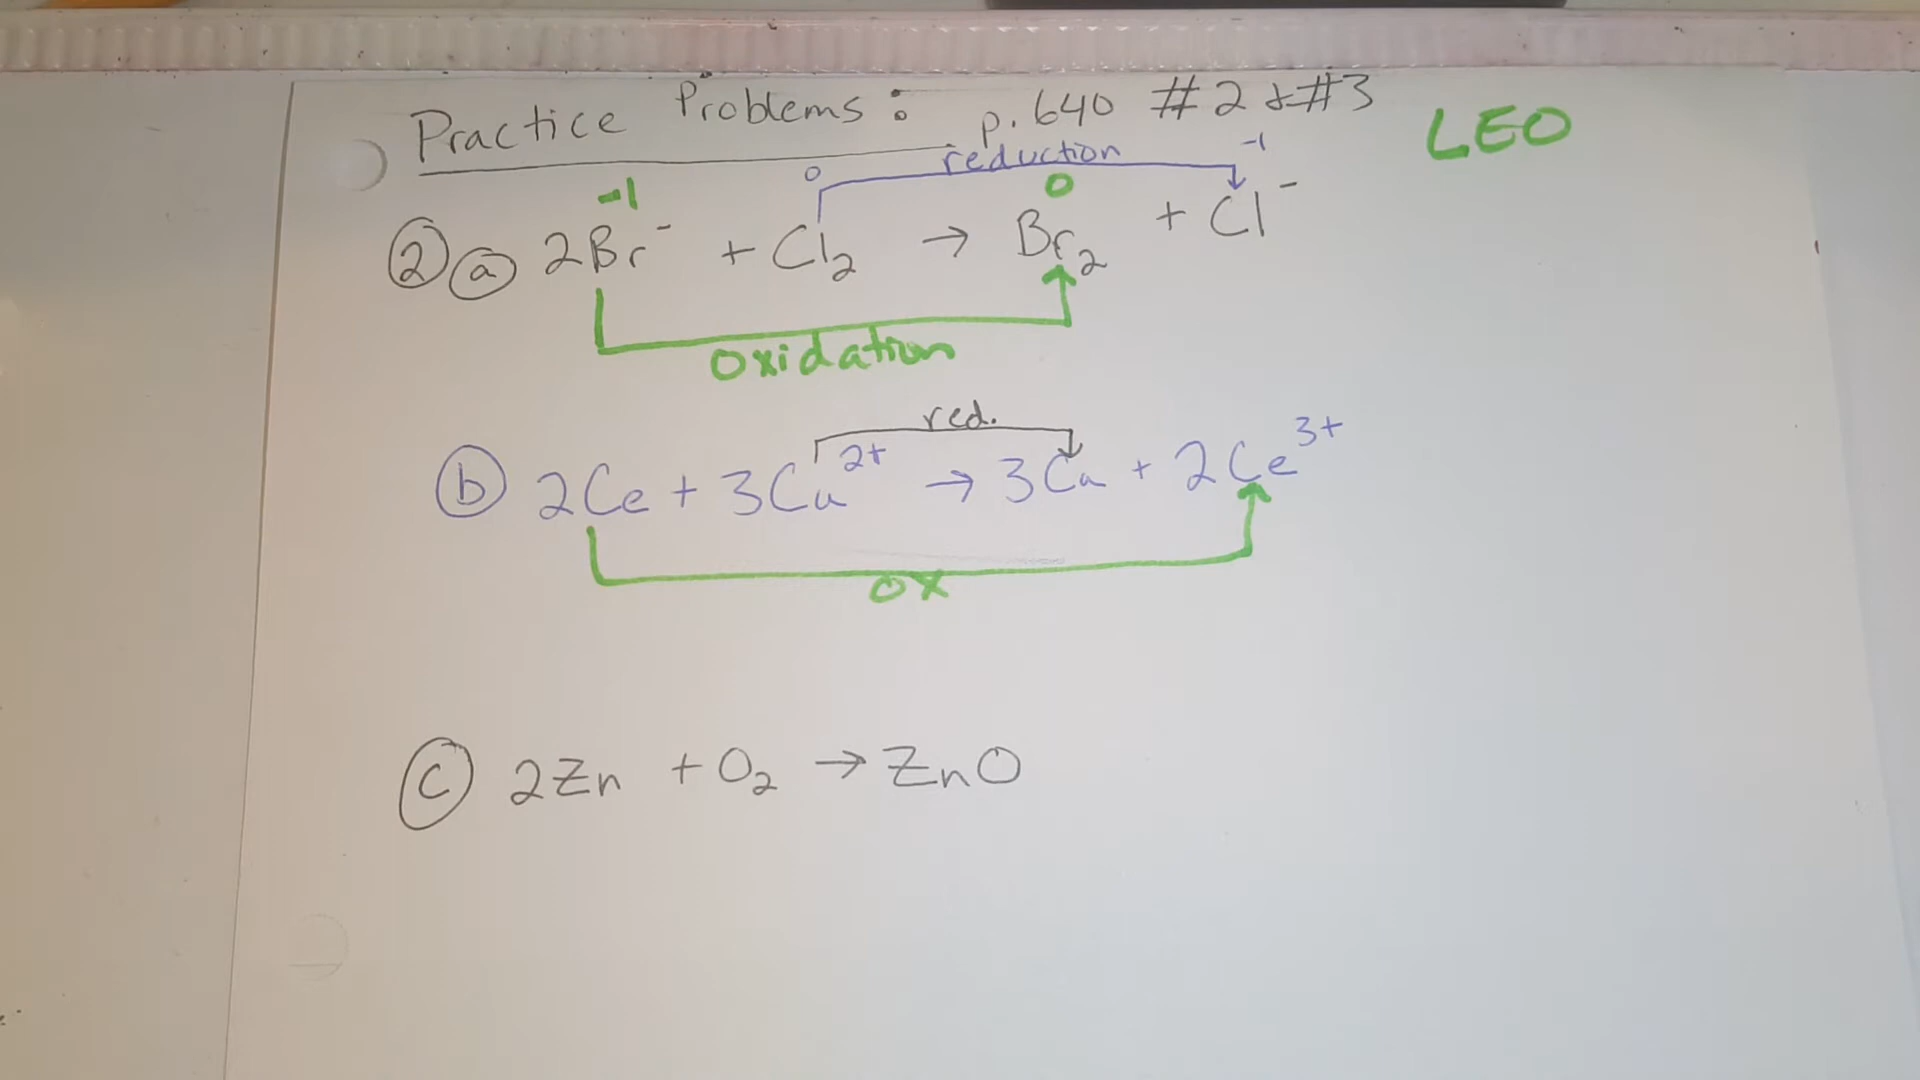 Practice Problems: p.640 #2 & #3
LEO
reduction
-1 0 0 -1
② ⓐ 2Br⁻ + Cl₂ → Br₂ + Cl⁻
oxidation
red.
ⓑ 2Ce + 3Cu²⁺ → 3Cu + 2Ce³⁺
ox
ⓒ 2Zn + O₂ → ZnO